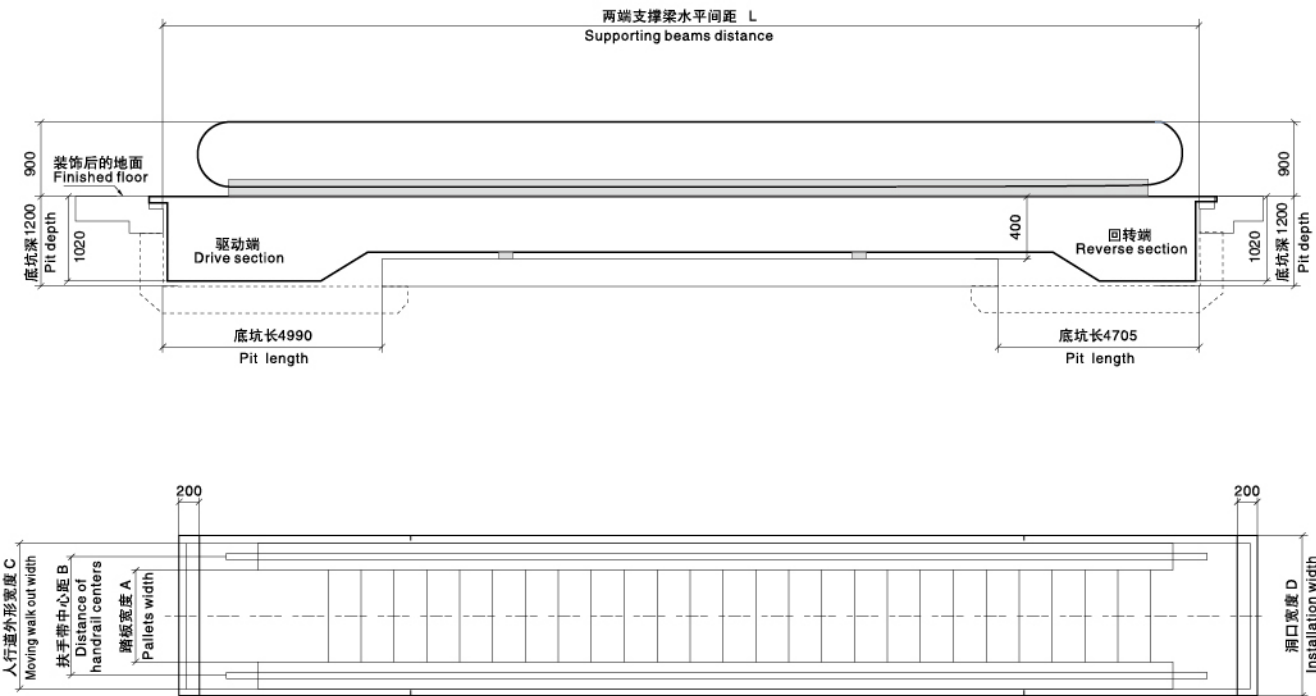 两端支撑梁水平间距 L
Supporting beams distance
900
装饰后的地面
Finished floor
底坑深1200
Pit depth
1020
驱动端
Drive section
400
回转端
Reverse section
900
1020
底坑深1200
Pit depth
底坑长4990
Pit length
底坑长4705
Pit length
200
200
人行道外形宽度 C
Moving walk out width
扶手带中心距 B
Distance of
handrail centers
踏板宽度 A
Pallets width
洞口宽度 D
Installation width